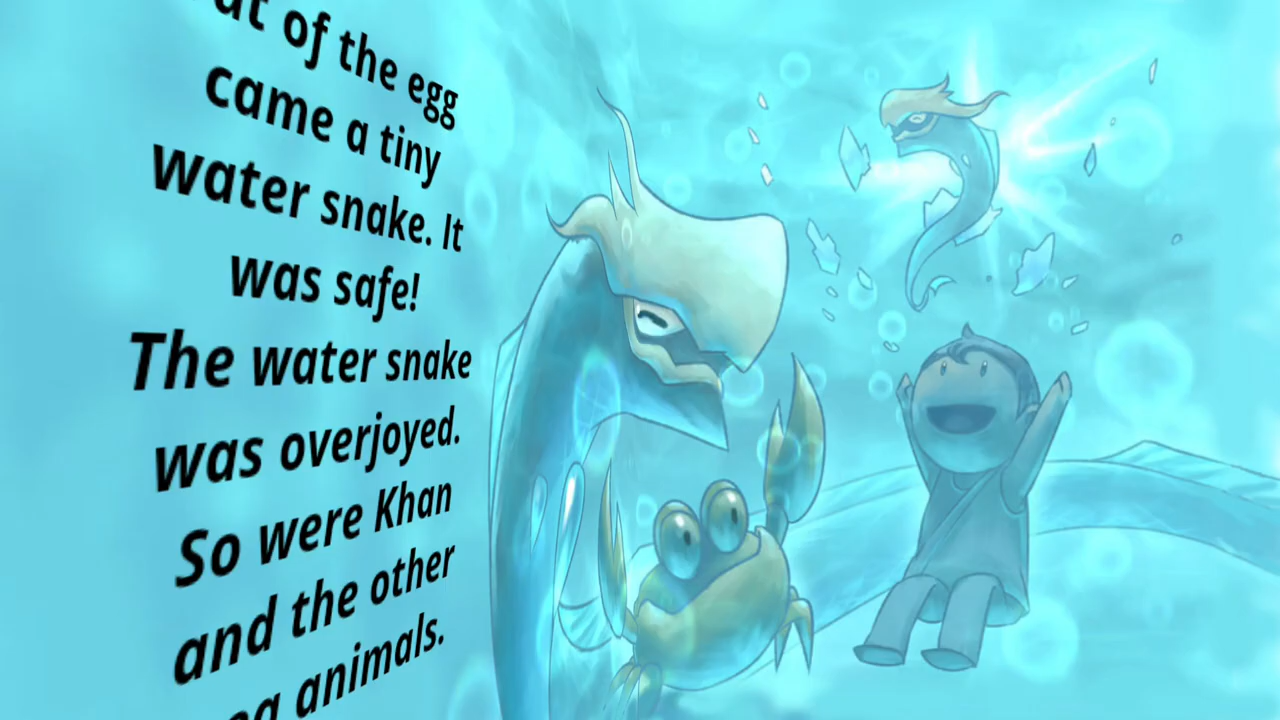 of the egg
came a tiny
water snake. It
was safe!
The water snake
was overjoyed.
So were Khan
and the other
animals.